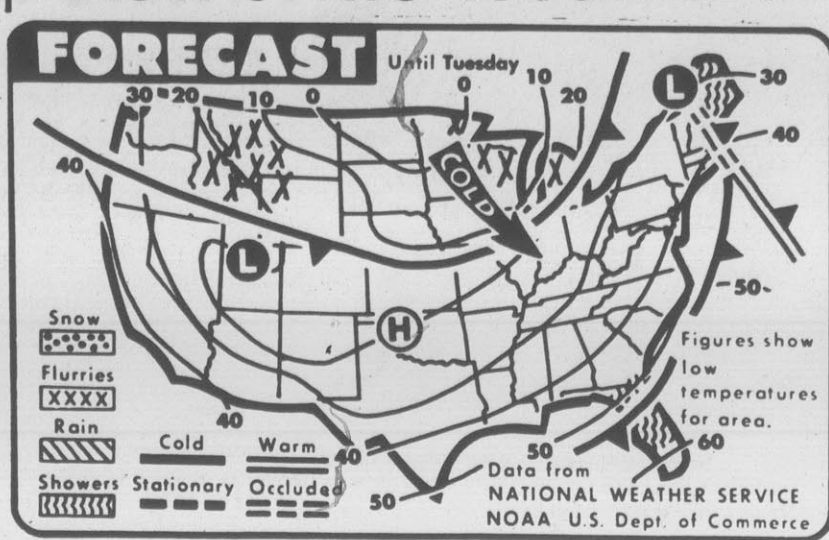 FORECAST
Until Tuesday
30 20 10 0 0 10 20 30
40 40
COLD
L
L
H
50
Snow
Flurries
XXXX
Rain
Showers
Cold Warm
Stationary Occluded
40 40 50 50 60
Figures show
low
temperatures
for area.
Data from
NATIONAL WEATHER SERVICE
NOAA U.S. Dept. of Commerce